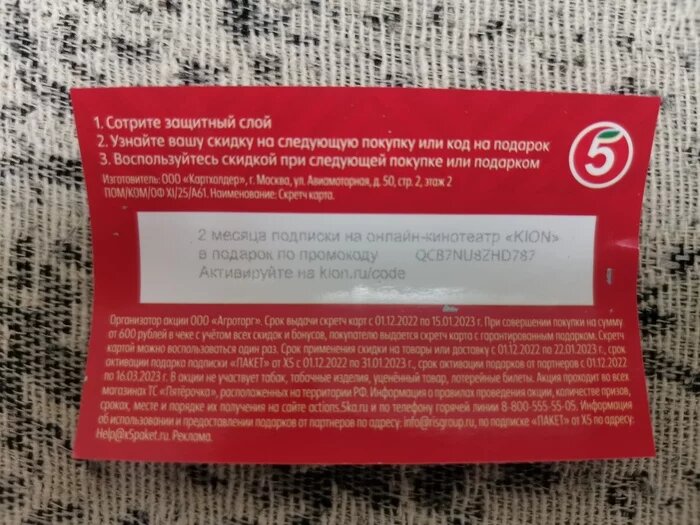 1. Сотрите защитный слой
2. Узнайте вашу скидку на следующую покупку или код на подарок
3. Воспользуйтесь скидкой при следующей покупке или подарком
5
Изготовитель: ООО «Картхолдер», г. Москва, ул. Авиамоторная, д. 50, стр. 2, этаж 2
ПОМ/КОМ/ОФ XI/25/А61. Наименование: Скретч карта.
2 месяца подписки на онлайн-кинотеатр «KION»
в подарок по промокоду QC87NU8ZHD787
Активируйте на kion.ru/code
Организатор акции ООО «Агроторг». Срок выдачи скретч карт с 01.12.2022 по 15.01.2023 г. При совершении покупки на сумму
от 600 рублей в чеке с учётом всех скидок и бонусов, покупателю выдается скретч карта с гарантированным подарком. Скретч
картой можно воспользоваться один раз. Срок применения скидки на товары или доставку с 01.12.2022 по 22.01.2023 г., срок
активации подарка подписки «ПАКЕТ» от X5 с 01.12.2022 по 31.01.2023 г., срок активации подарков от партнеров с 01.12.2022
по 16.03.2023 г. В акции не участвует табак, табачные изделия, уценённый товар, лотерейные билеты. Акция проходит во всех
магазинах ТС «Пятёрочка», расположенных на территории РФ. Информация о правилах проведения акции, количестве призов,
сроках, месте и порядке их получения на сайте actions.5ka.ru и по телефону горячей линии 8-800-555-55-05. Информация
об использовании и предоставлении подарков от партнеров по адресу: info@risgroup.ru, по подписке «ПАКЕТ» от X5 по адресу:
Help@x5paket.ru. Реклама.